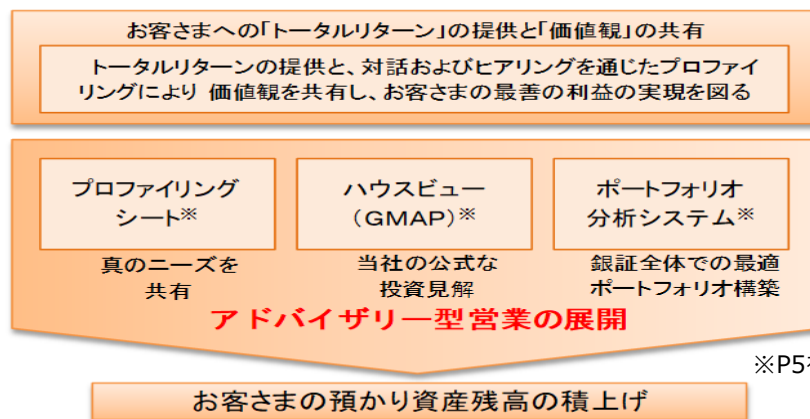 お客さまへの「トータルリターン」の提供と「価値観」の共有
トータルリターンの提供と、対話およびヒアリングを通じたプロファイ
リングにより 価値観を共有し、お客さまの最善の利益の実現を図る
プロファイリング
シート※
ハウスビュー
(GMAP)※
ポートフォリオ
分析システム※
真のニーズを
共有
当社の公式な
投資見解
銀証全体での最適
ポートフォリオ構築
アドバイザリー型営業の展開
※P5
お客さまの預かり資産残高の積上げ